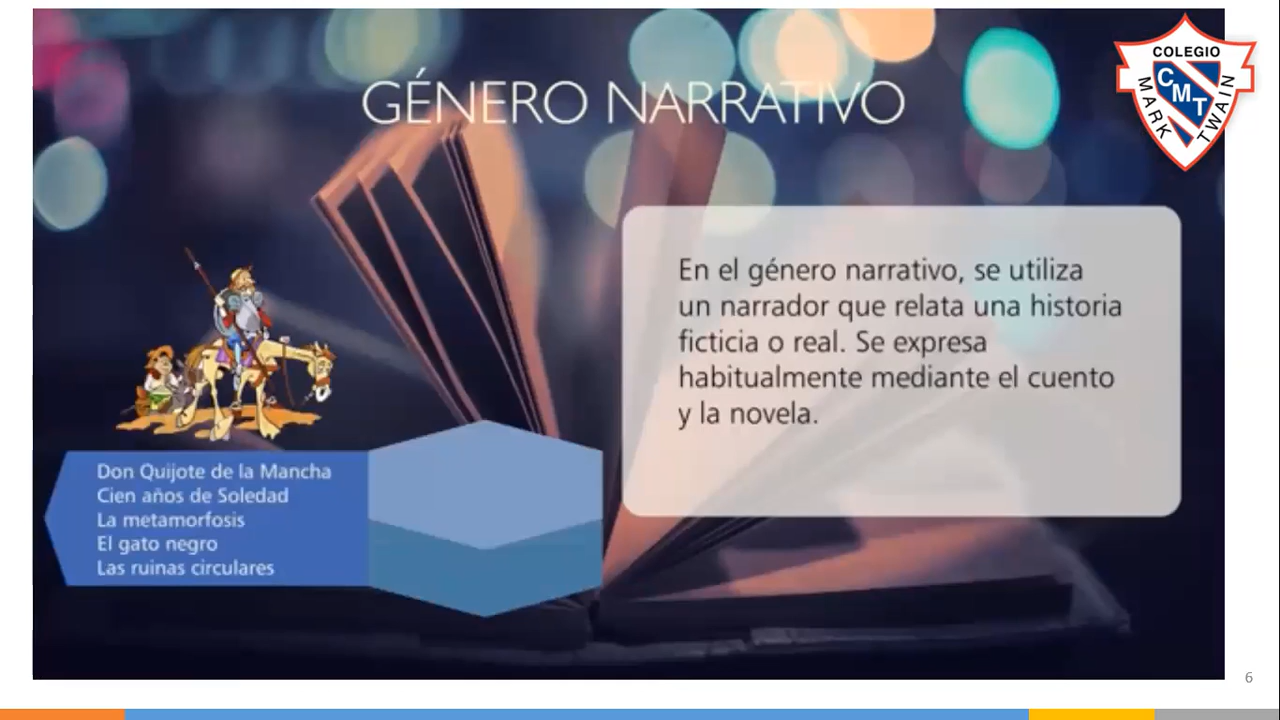 GÉNERO NARRATIVO
COLEGIO
MARK TWAIN
CMT
En el género narrativo, se utiliza
un narrador que relata una historia
ficticia o real. Se expresa
habitualmente mediante el cuento
y la novela.
Don Quijote de la Mancha
Cien años de Soledad
La metamorfosis
El gato negro
Las ruinas circulares
6